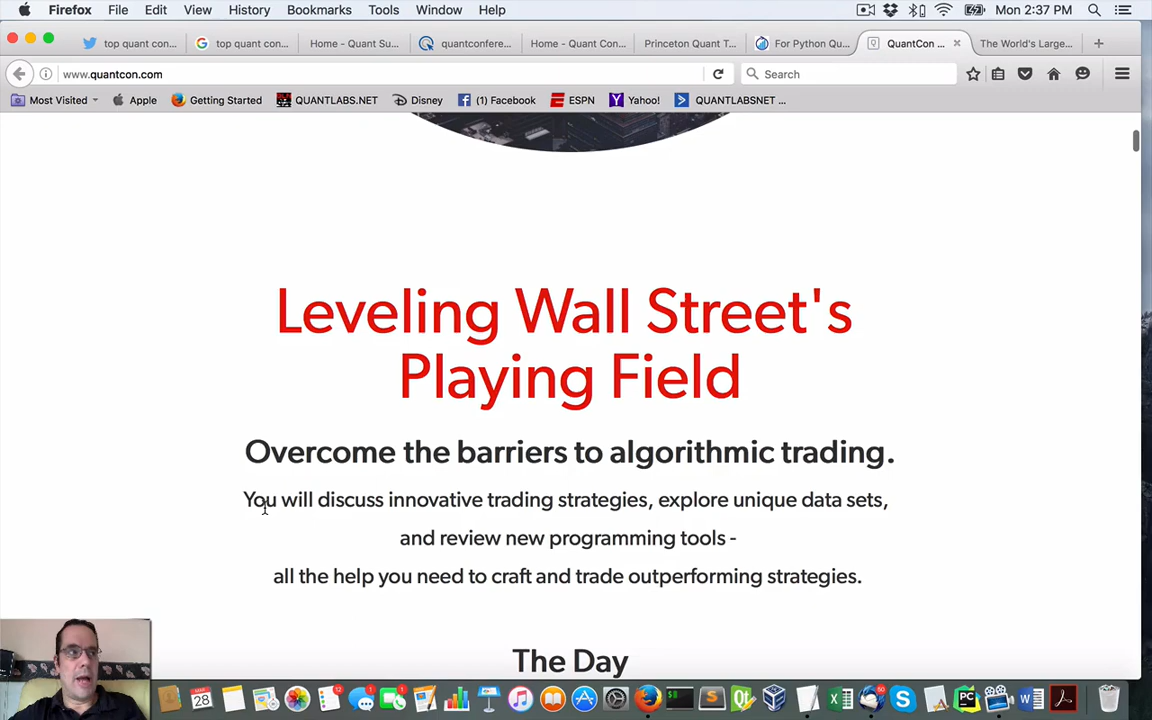 Firefox File Edit View History Bookmarks Tools Window Help Mon 2:37 PM
top quant con... top quant con... Home - Quant Su... quantconfere... Home - Quant Con... Princeton Quant T... For Python Qu... QuantCon ... The World's Large...
www.quantcon.com Search
Most Visited Apple Getting Started QUANTLABS.NET Disney (1) Facebook ESPN Yahoo! QUANTLABSNET ...
Leveling Wall Street's
Playing Field
Overcome the barriers to algorithmic trading.
You will discuss innovative trading strategies, explore unique data sets,
and review new programming tools -
all the help you need to craft and trade outperforming strategies.
The Day